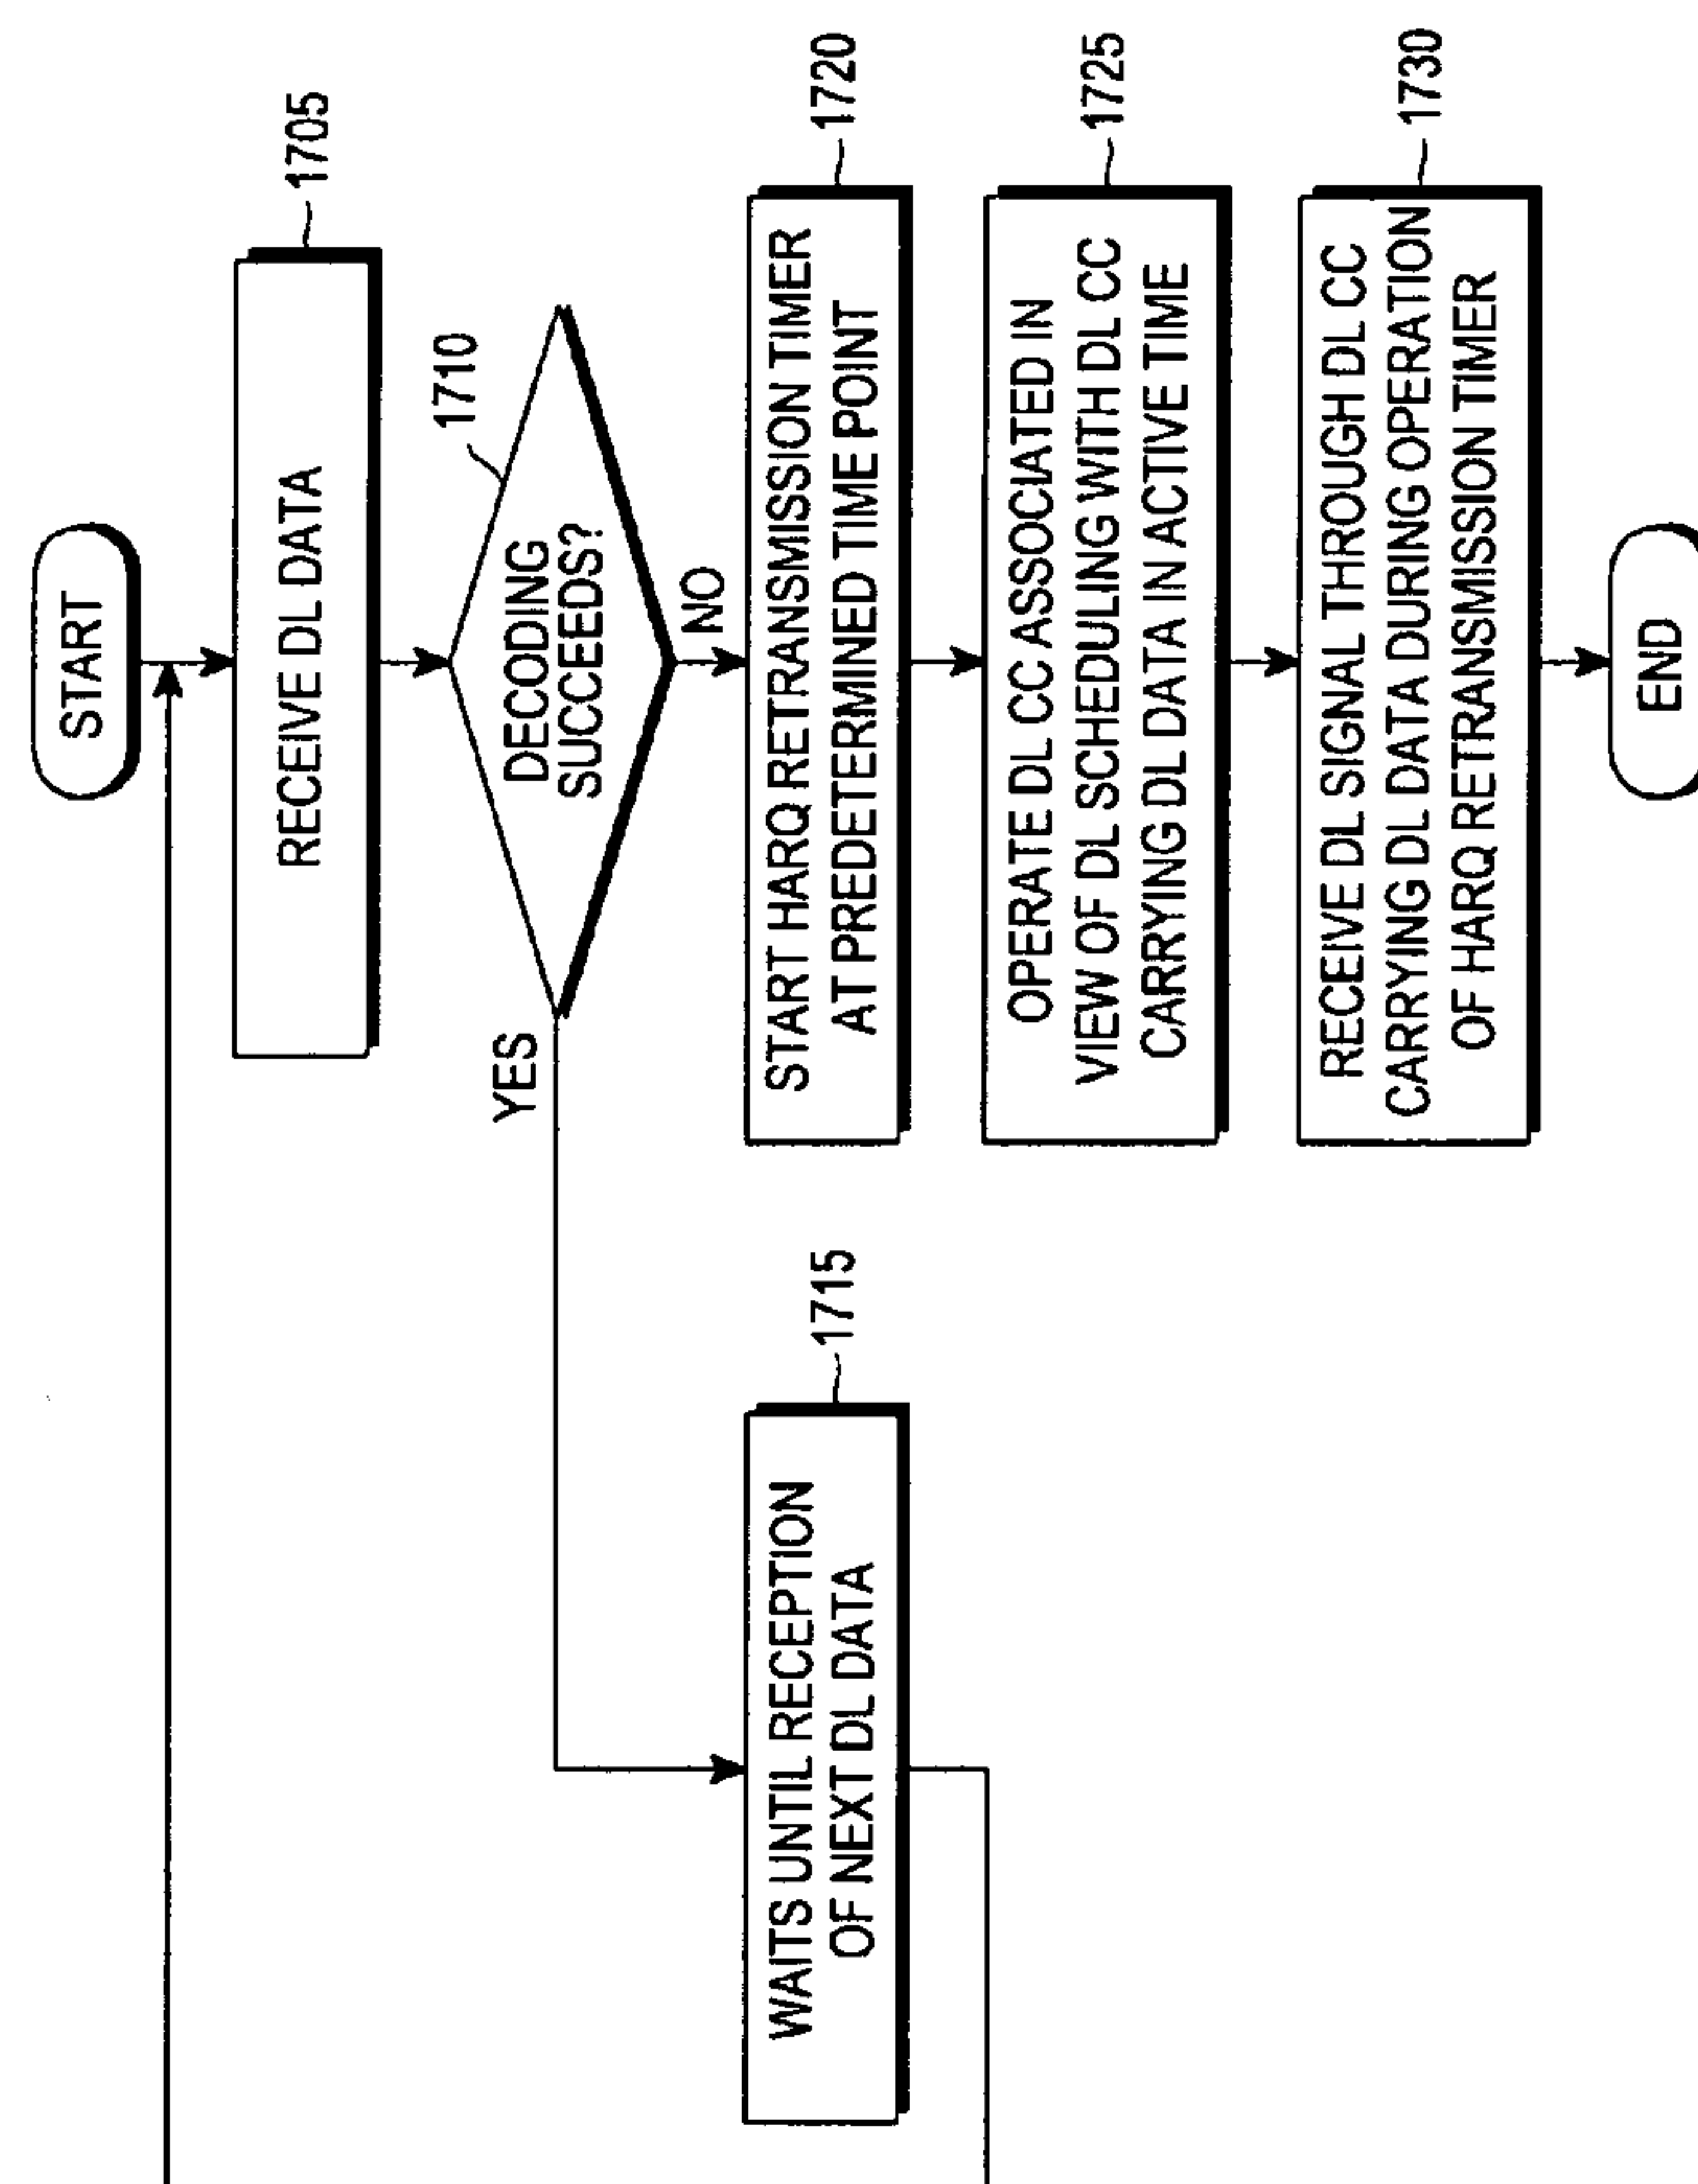 START
RECEIVE DL DATA
1705
1710
DECODING
SUCCEEDS?
YES
NO
WAITS UNTIL RECEPTION
OF NEXT DL DATA
1715
START HARQ RETRANSMISSION TIMER
AT PREDETERMINED TIME POINT
1720
OPERATE DL CC ASSOCIATED IN
VIEW OF DL SCHEDULING WITH DL CC
CARRYING DL DATA IN ACTIVE TIME
1725
RECEIVE DL SIGNAL THROUGH DL CC
CARRYING DL DATA DURING OPERATION
OF HARQ RETRANSMISSION TIMER
1730
END